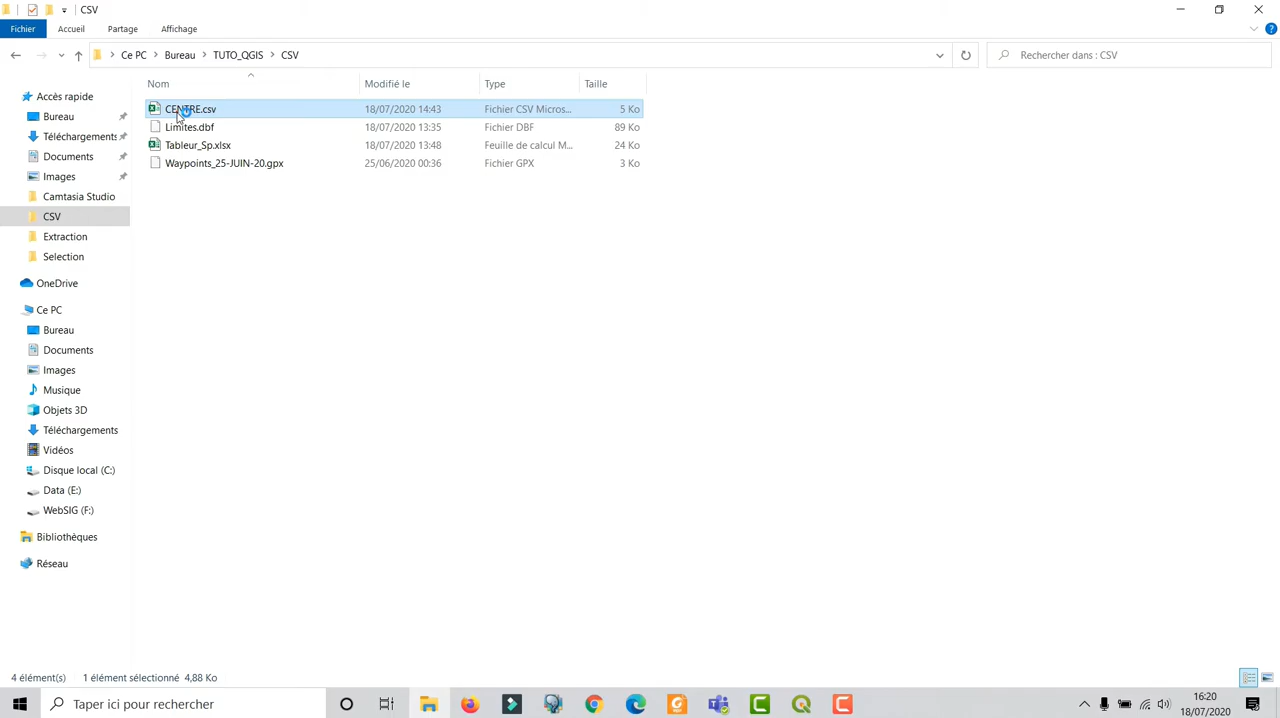 CSV
Fichier Accueil Partage Affichage
Ce PC Bureau TUTO_QGIS CSV
Rechercher dans : CSV
Nom Modifié le Type Taille
CENTRE.csv 18/07/2020 14:43 Fichier CSV Micros... 5 Ko
Limites.dbf 18/07/2020 13:35 Fichier DBF 89 Ko
Tableur_Sp.xlsx 18/07/2020 13:48 Feuille de calcul M... 24 Ko
Waypoints_25-JUIN-20.gpx 25/06/2020 00:36 Fichier GPX 3 Ko
Accès rapide
Bureau
Téléchargements
Documents
Images
Camtasia Studio
CSV
Extraction
Selection
OneDrive
Ce PC
Bureau
Documents
Images
Musique
Objets 3D
Téléchargements
Vidéos
Disque local (C:)
Data (E:)
WebSIG (F:)
Bibliothèques
Réseau
4 élément(s) 1 élément sélectionné 4,88 Ko
Taper ici pour rechercher
16:20
18/07/2020